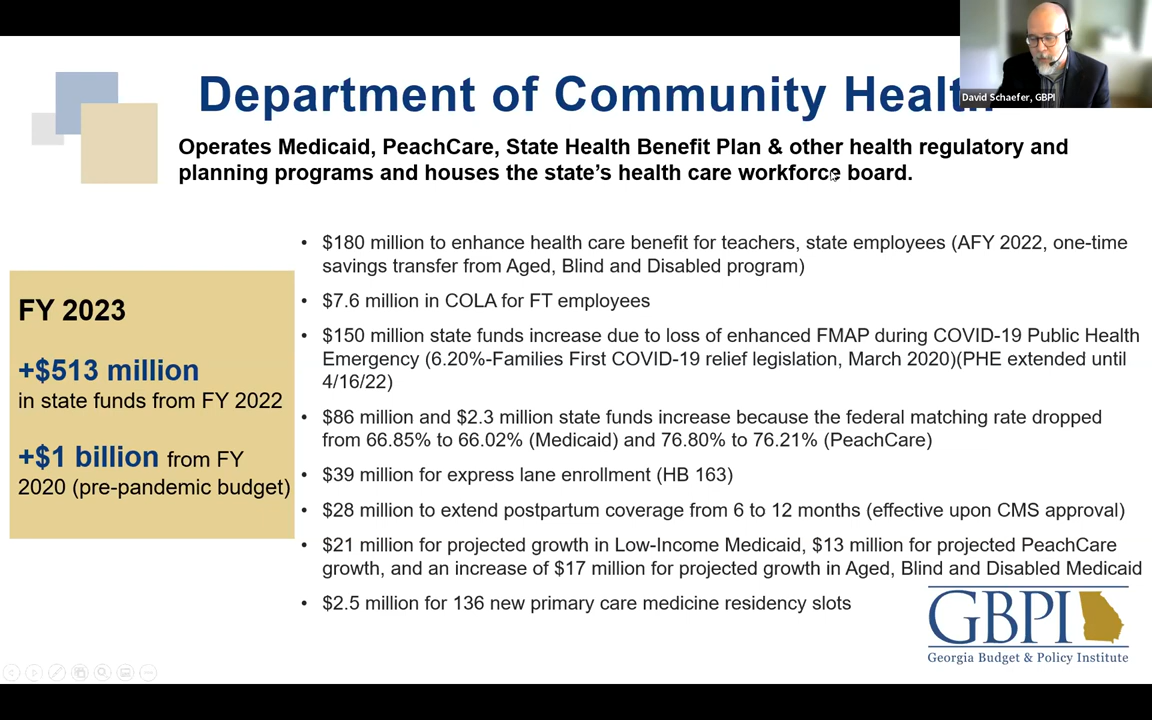 Department of Community Healt
David Schaefer, GBPI
Operates Medicaid, PeachCare, State Health Benefit Plan & other health regulatory and
planning programs and houses the state's health care workforce board.
FY 2023
+$513 million
in state funds from FY 2022
+$1 billion from FY
2020 (pre-pandemic budget)
• $180 million to enhance health care benefit for teachers, state employees (AFY 2022, one-time
savings transfer from Aged, Blind and Disabled program)
• $7.6 million in COLA for FT employees
• $150 million state funds increase due to loss of enhanced FMAP during COVID-19 Public Health
Emergency (6.20%-Families First COVID-19 relief legislation, March 2020)(PHE extended until
4/16/22)
• $86 million and $2.3 million state funds increase because the federal matching rate dropped
from 66.85% to 66.02% (Medicaid) and 76.80% to 76.21% (PeachCare)
• $39 million for express lane enrollment (HB 163)
• $28 million to extend postpartum coverage from 6 to 12 months (effective upon CMS approval)
• $21 million for projected growth in Low-Income Medicaid, $13 million for projected PeachCare
growth, and an increase of $17 million for projected growth in Aged, Blind and Disabled Medicaid
• $2.5 million for 136 new primary care medicine residency slots
GBPI
Georgia Budget & Policy Institute